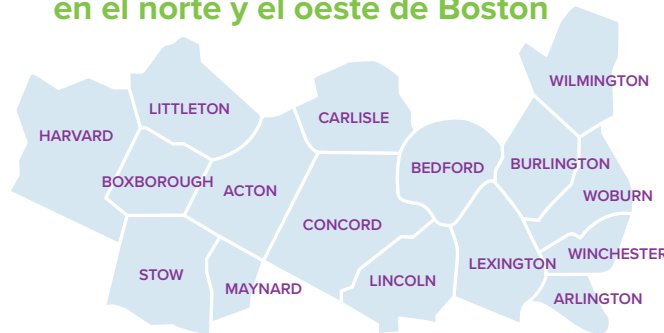 en el norte y el oeste de Boston
WILMINGTON
LITTLETON
CARLISLE
HARVARD
BEDFORD
BURLINGTON
BOXBOROUGH
ACTON
WOBURN
CONCORD
WINCHESTER
LEXINGTON
STOW
LINCOLN
MAYNARD
ARLINGTON